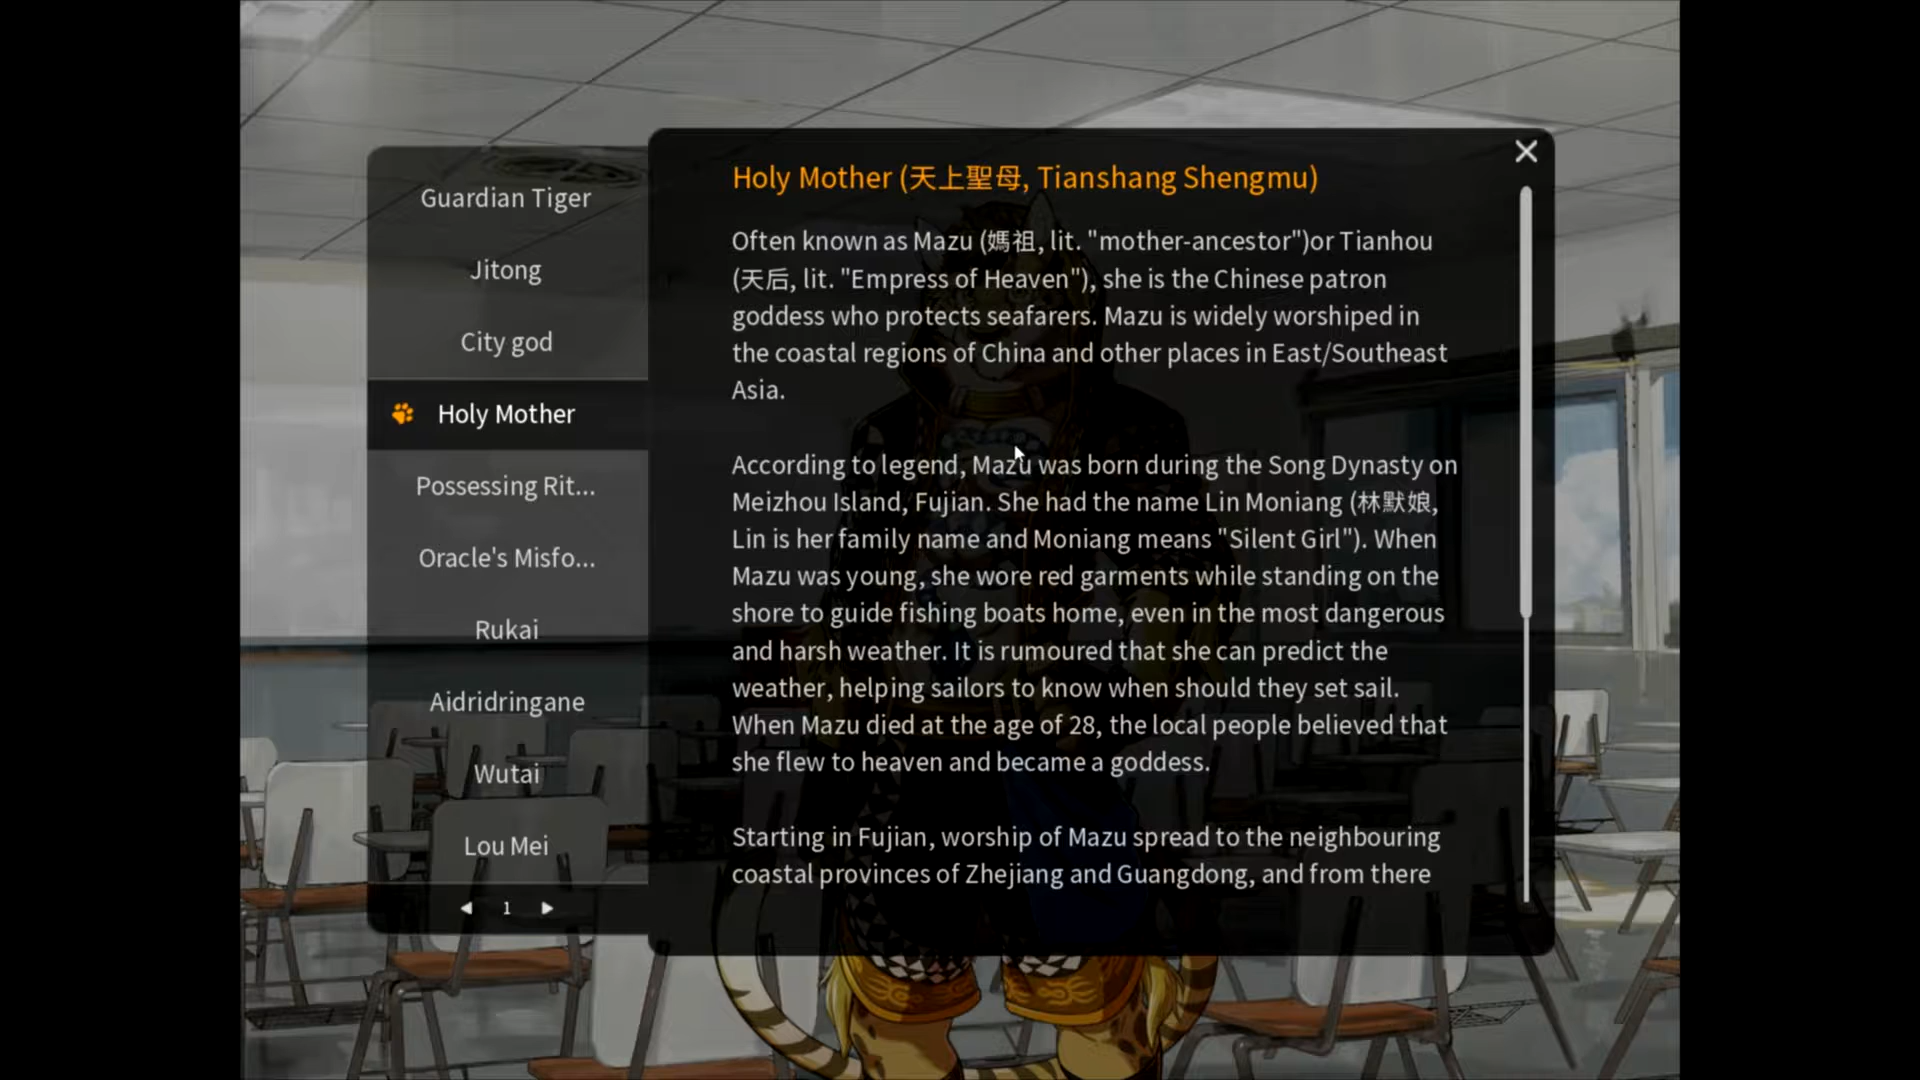 Guardian Tiger
Jitong
City god
Holy Mother
Possessing Rit...
Oracle's Misfo...
Rukai
Aidridringane
Wutai
Lou Mei
1
Holy Mother (天上聖母, Tianshang Shengmu)
Often known as Mazu (媽祖, lit. "mother-ancestor")or Tianhou
(天后, lit. "Empress of Heaven"), she is the Chinese patron
goddess who protects seafarers. Mazu is widely worshiped in
the coastal regions of China and other places in East/Southeast
Asia.
According to legend, Mazu was born during the Song Dynasty on
Meizhou Island, Fujian. She had the name Lin Moniang (林默娘,
Lin is her family name and Moniang means "Silent Girl"). When
Mazu was young, she wore red garments while standing on the
shore to guide fishing boats home, even in the most dangerous
and harsh weather. It is rumoured that she can predict the
weather, helping sailors to know when should they set sail.
When Mazu died at the age of 28, the local people believed that
she flew to heaven and became a goddess.
Starting in Fujian, worship of Mazu spread to the neighbouring
coastal provinces of Zhejiang and Guangdong, and from there